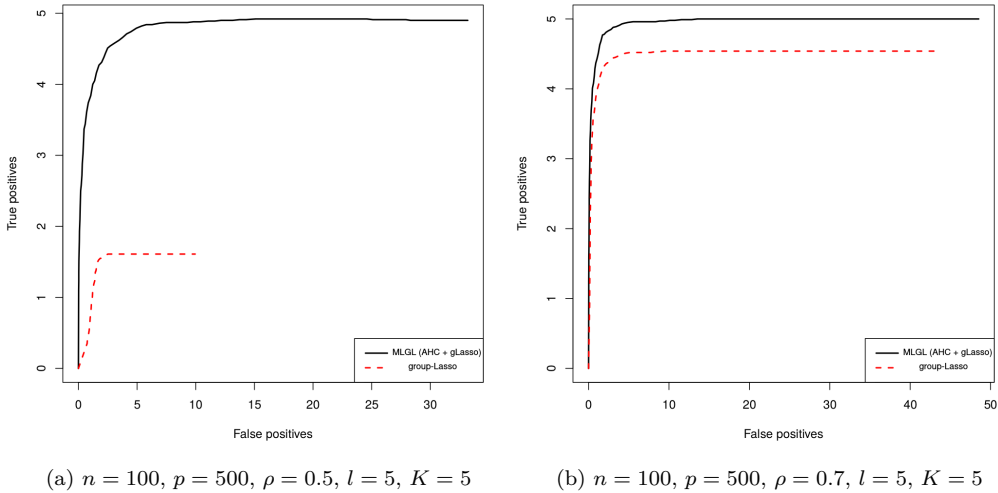 5
4
3
2
1
0
True positives
0 5 10 15 20 25 30
False positives
MLGL (AHC + gLasso)
group-Lasso
(a) n = 100, p = 500, ρ = 0.5, l = 5, K = 5
5
4
3
2
1
0
True positives
0 10 20 30 40 50
False positives
MLGL (AHC + gLasso)
group-Lasso
(b) n = 100, p = 500, ρ = 0.7, l = 5, K = 5